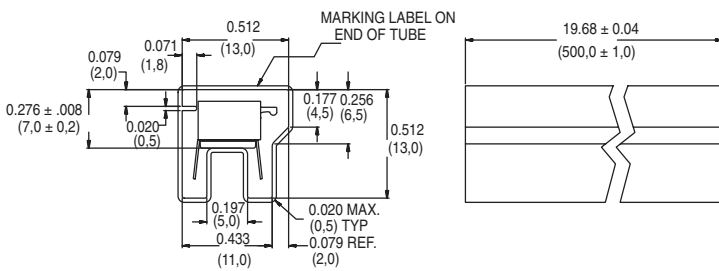 0.512
(13,0)
MARKING LABEL ON
END OF TUBE
19.68 ± 0.04
(500,0 ± 1,0)
0.071
(1,8)
0.079
(2,0)
0.276 ± .008
(7,0 ± 0,2)
0.020
(0,5)
0.177
(4,5)
0.256
(6,5)
0.512
(13,0)
0.197
(5,0)
0.433
(11,0)
0.020 MAX.
(0,5) TYP
0.079 REF.
(2,0)